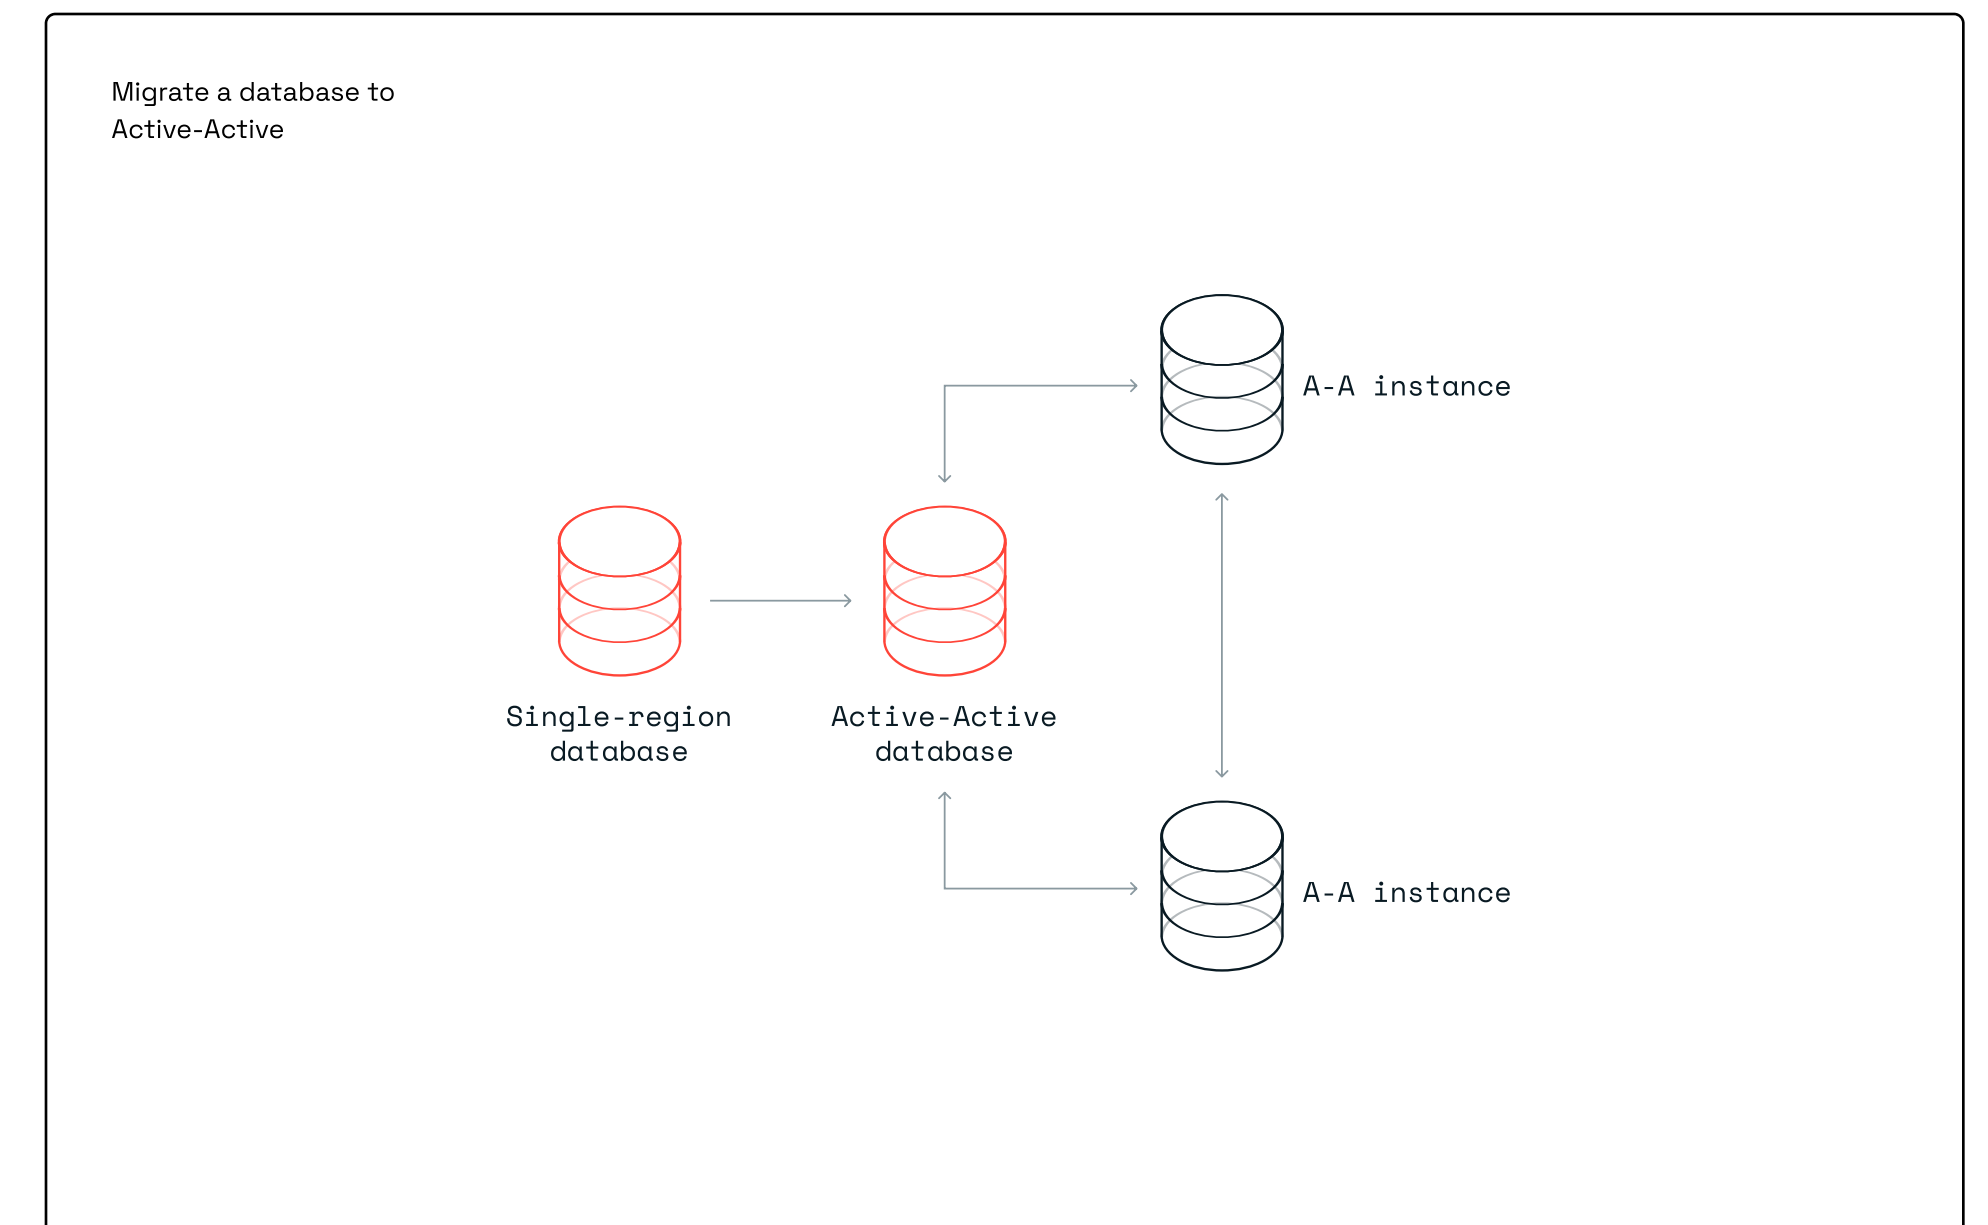 Migrate a database to
Active-Active
A-A instance
Single-region
database
Active-Active
database
A-A instance